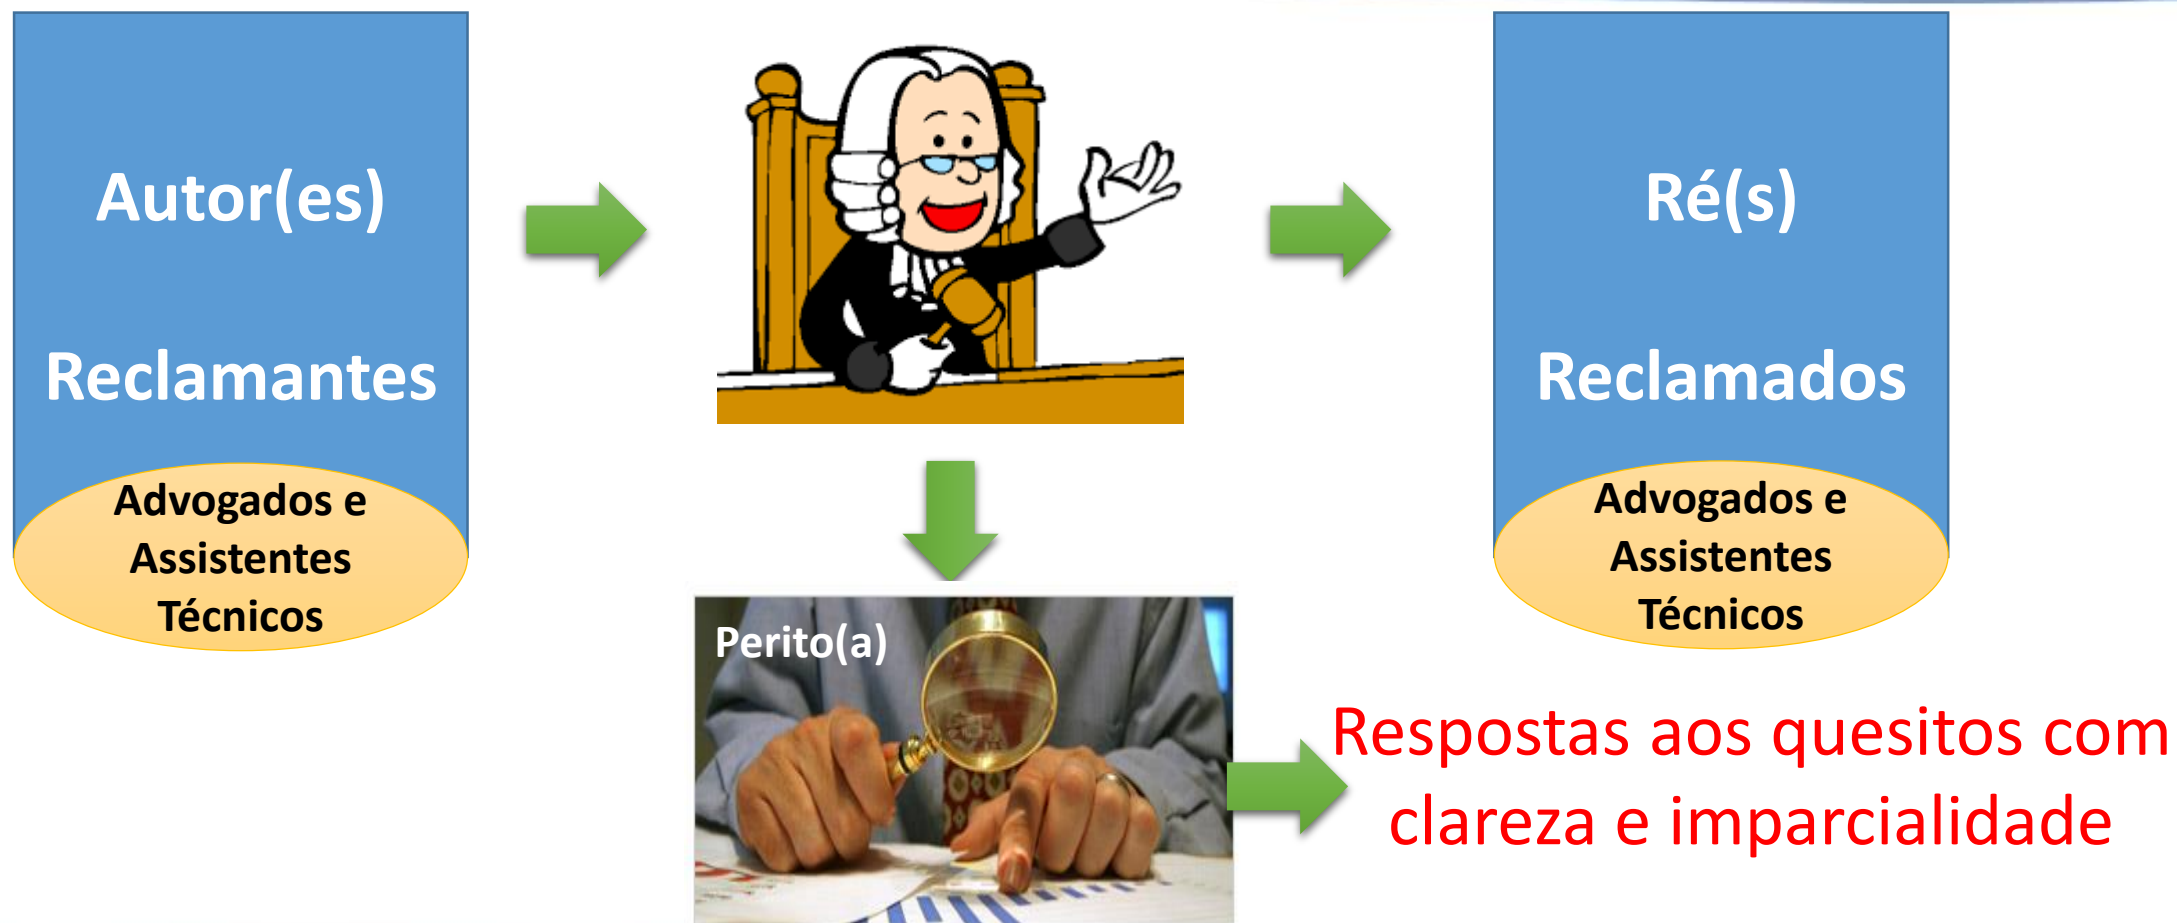 Autor(es)
Reclamantes
Advogados e
Assistentes
Técnicos
Ré(s)
Reclamados
Advogados e
Assistentes
Técnicos
Perito(a)
Respostas aos quesitos com
clareza e imparcialidade